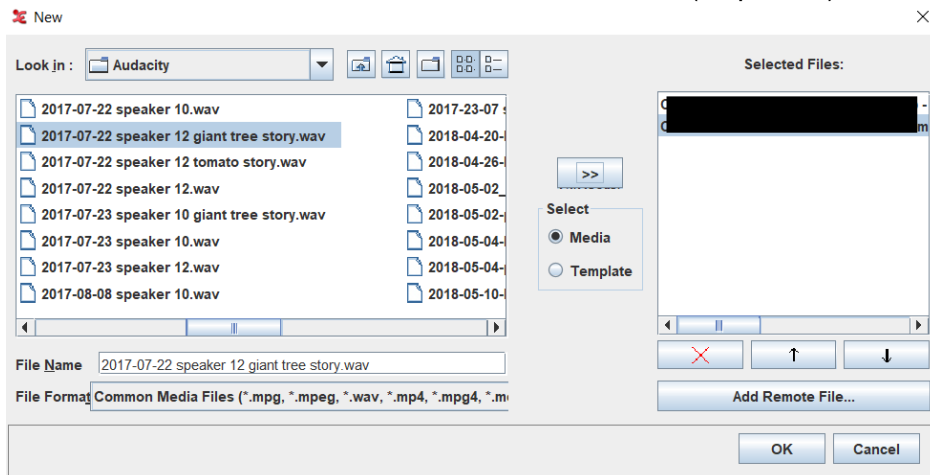 New
Look in :
Audacity
Selected Files:
2017-07-22 speaker 10.wav
2017-07-22 speaker 12 giant tree story.wav
2017-07-22 speaker 12 tomato story.wav
2017-07-22 speaker 12.wav
2017-07-23 speaker 10 giant tree story.wav
2017-07-23 speaker 10.wav
2017-07-23 speaker 12.wav
2017-08-08 speaker 10.wav
2017-23-07
2018-04-20-
2018-04-26-
2018-05-02_
2018-05-02-
2018-05-04-
2018-05-04-
2018-05-10-
>>
Select
Media
Template
File Name
2017-07-22 speaker 12 giant tree story.wav
File Format
Common Media Files (*.mpg, *.mpeg, *.wav, *.mp4, *.mpg4, *.m
Add Remote File...
OK
Cancel